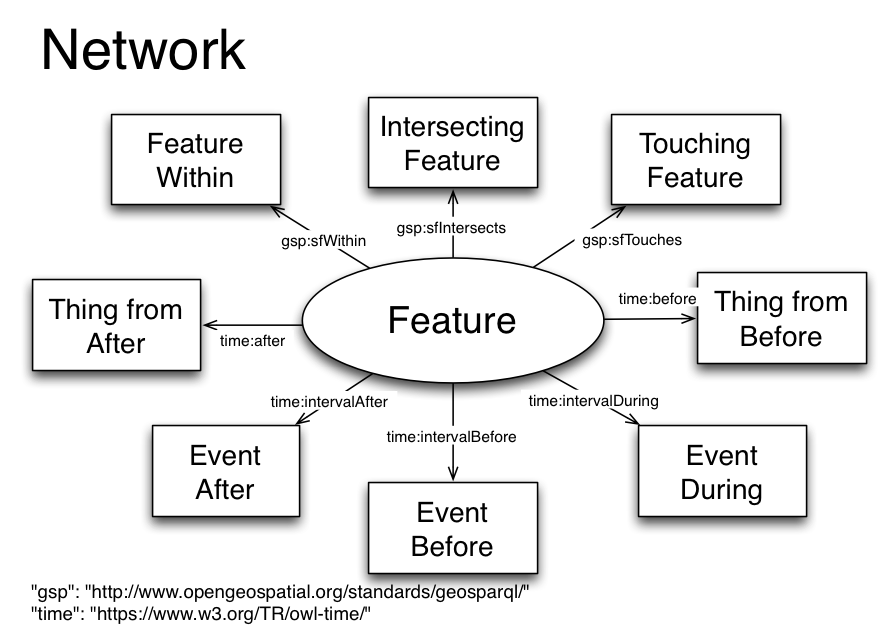 Network
Feature
Within
Intersecting
Feature
Touching
Feature
gsp:sfWithin
gsp:sfIntersects
gsp:sfTouches
Thing from
After
time:after
Feature
time:before
Thing from
Before
time:intervalAfter
time:intervalBefore
time:intervalDuring
Event
After
Event
Before
Event
During
"gsp": "http://www.opengeospatial.org/standards/geosparql/"
"time": "https://www.w3.org/TR/owl-time/"